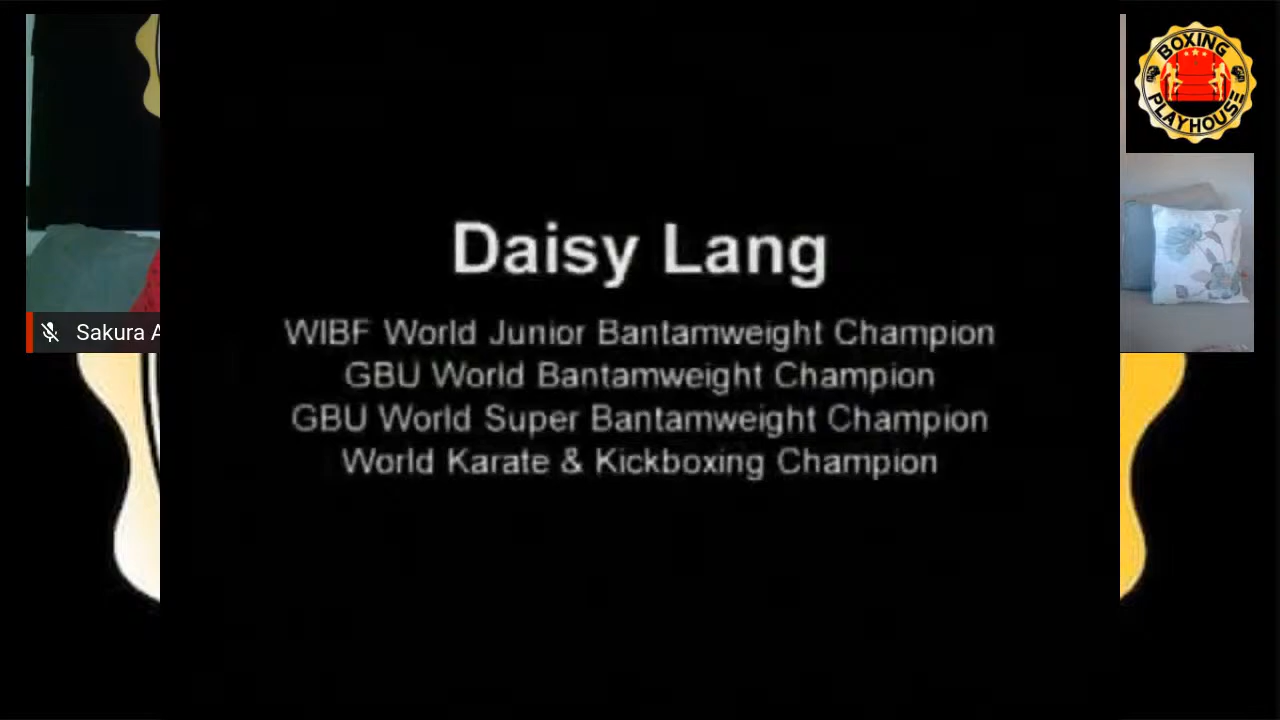 BOXING
PLAYHOUSE
Daisy Lang
WIBF World Junior Bantamweight Champion
GBU World Bantamweight Champion
GBU World Super Bantamweight Champion
World Karate & Kickboxing Champion
Sakura A